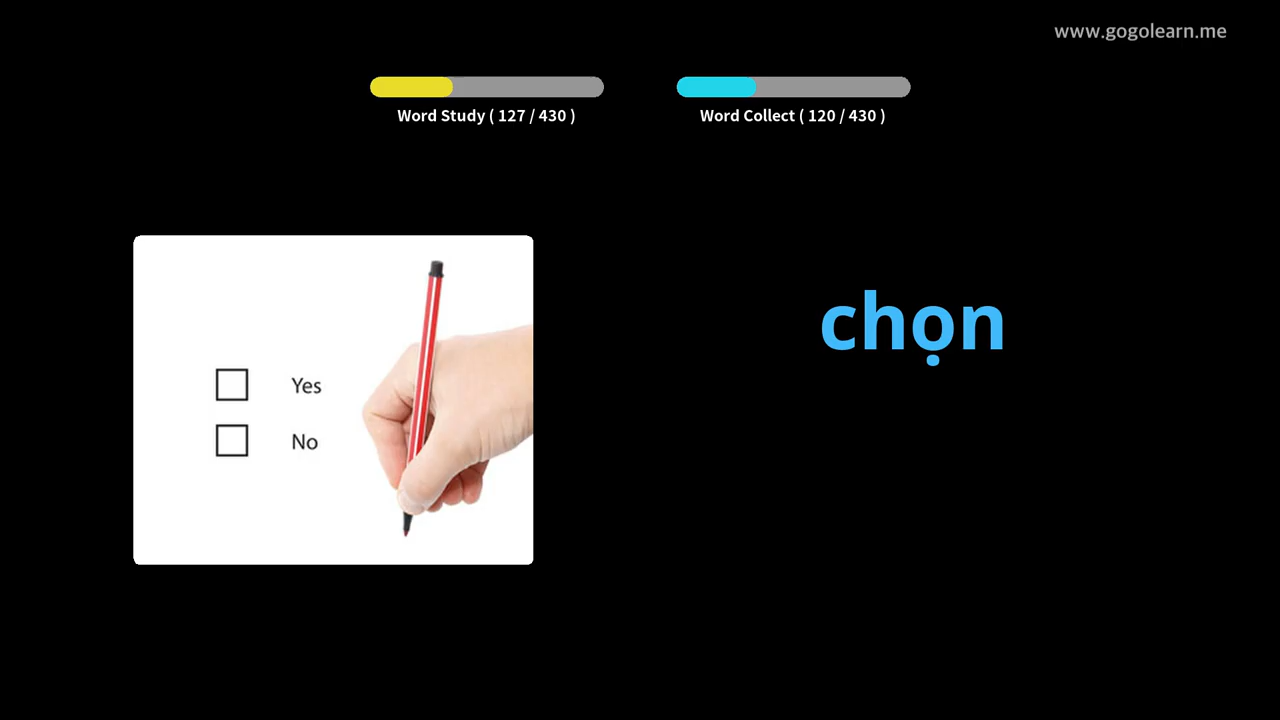 www.gogolearn.me
Word Study ( 127 / 430 )
Word Collect ( 120 / 430 )
chọn
Yes
No